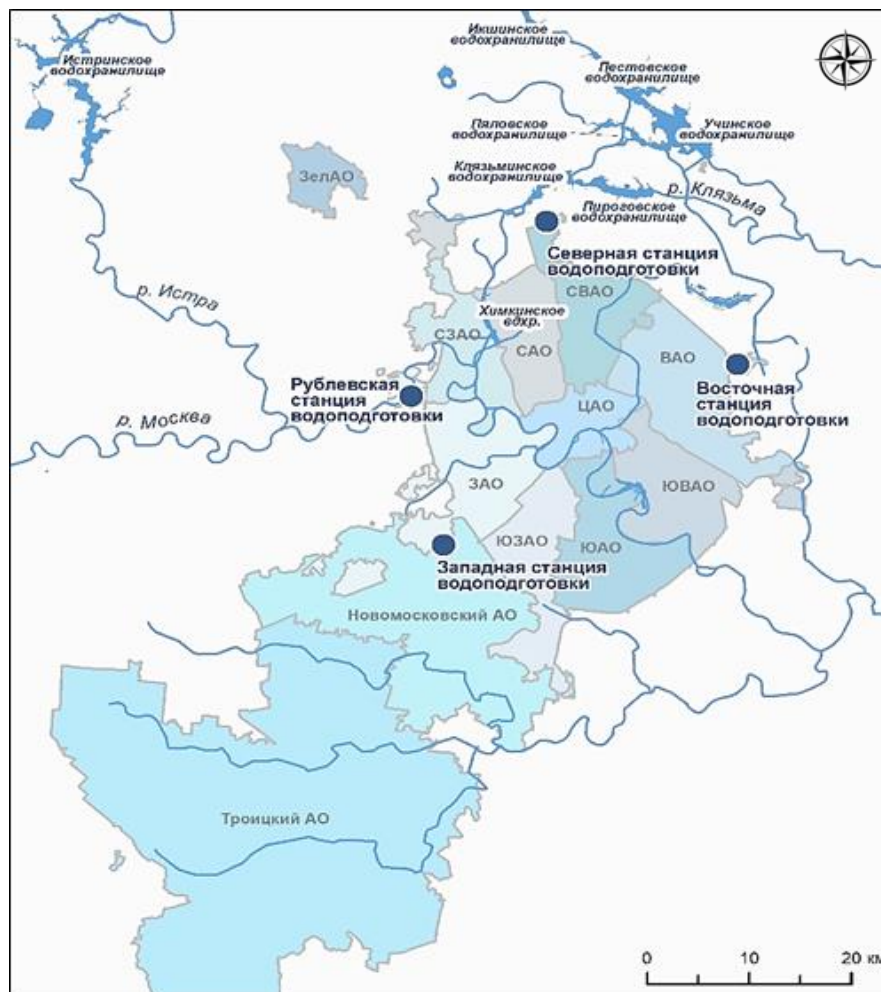 Икшинское
водохранилище
Истринское
водохранилище
Пестовское
водохранилище
Пяловское
водохранилище
Учинское
водохранилище
Клязьминское
водохранилище
ЗелАО
р. Клязьма
Пироговское
водохранилище
Северная станция
водоподготовки
р. Истра
СВАО
Химкинское
вдхр.
СЗАО
САО
ВАО
Рублевская
станция
водоподготовки
Восточная
станция
водоподготовки
р. Москва
ЦАО
ЗАО
ЮВАО
ЮЗАО
ЮАО
Западная станция
водоподготовки
Новомосковский АО
Троицкий АО
0 10 20 км